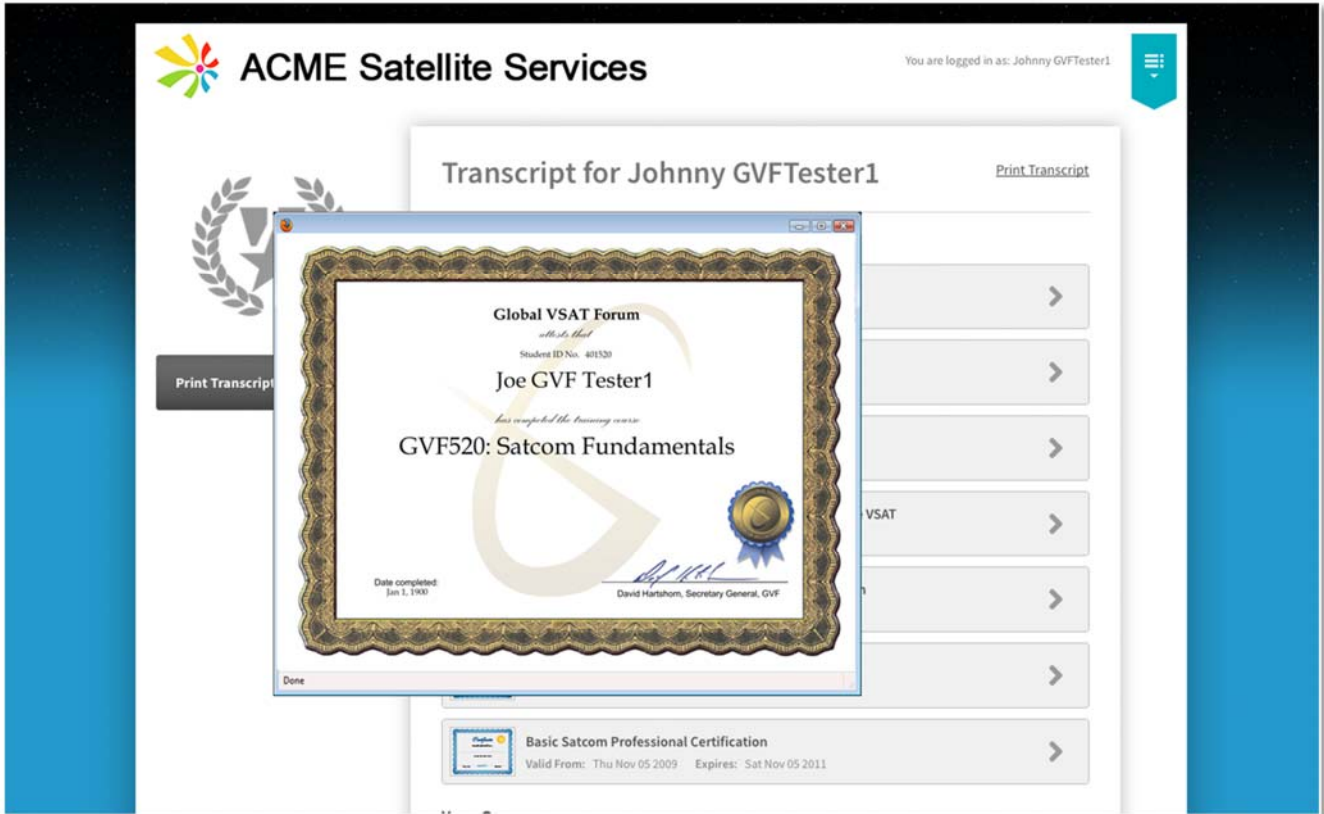 ACME Satellite Services
You are logged in as: Johnny GVFTester1
Transcript for Johnny GVFTester1
Print Transcript
Print Transcript
Global VSAT Forum
attests that
Student ID No. 401520
Joe GVF Tester1
has competed the training course
GVF520: Satcom Fundamentals
Date completed:
Jan 1, 1900
David Hartshorn, Secretary General, GVF
VSAT
Done
Basic Satcom Professional Certification
Valid From: Thu Nov 05 2009 Expires: Sat Nov 05 2011